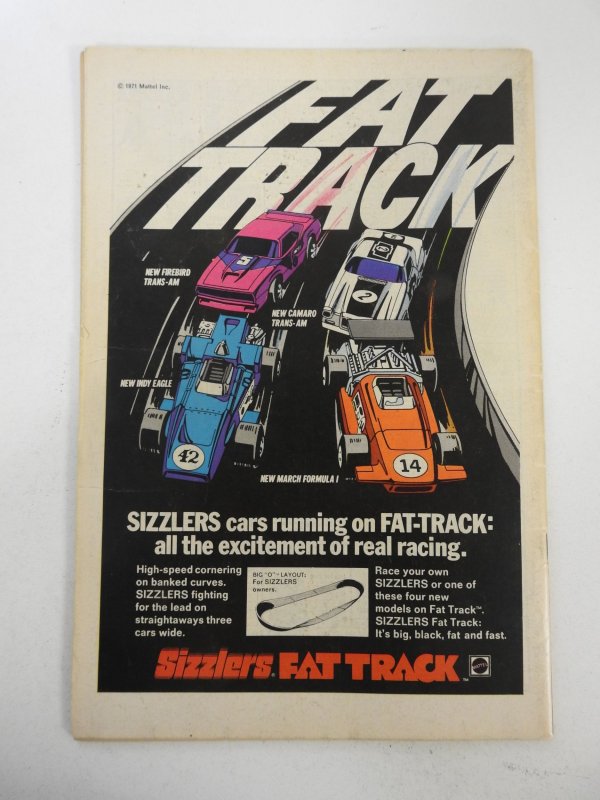 © 1971 Mattel Inc.
FAT
TRACK
5
2
NEW FIREBIRD
TRANS-AM
NEW CAMARO
TRANS-AM
NEW INDY EAGLE
42
14
NEW MARCH FORMULA I
SIZZLERS cars running on FAT-TRACK:
all the excitement of real racing.
High-speed cornering
on banked curves.
SIZZLERS fighting
for the lead on
straightaways three
cars wide.
BIG "O" LAYOUT:
For SIZZLERS
owners.
Race your own
SIZZLERS or one of
these four new
models on Fat Track™.
SIZZLERS Fat Track:
It's big, black, fat and fast.
Sizzlers® FAT TRACK™
MATTEL